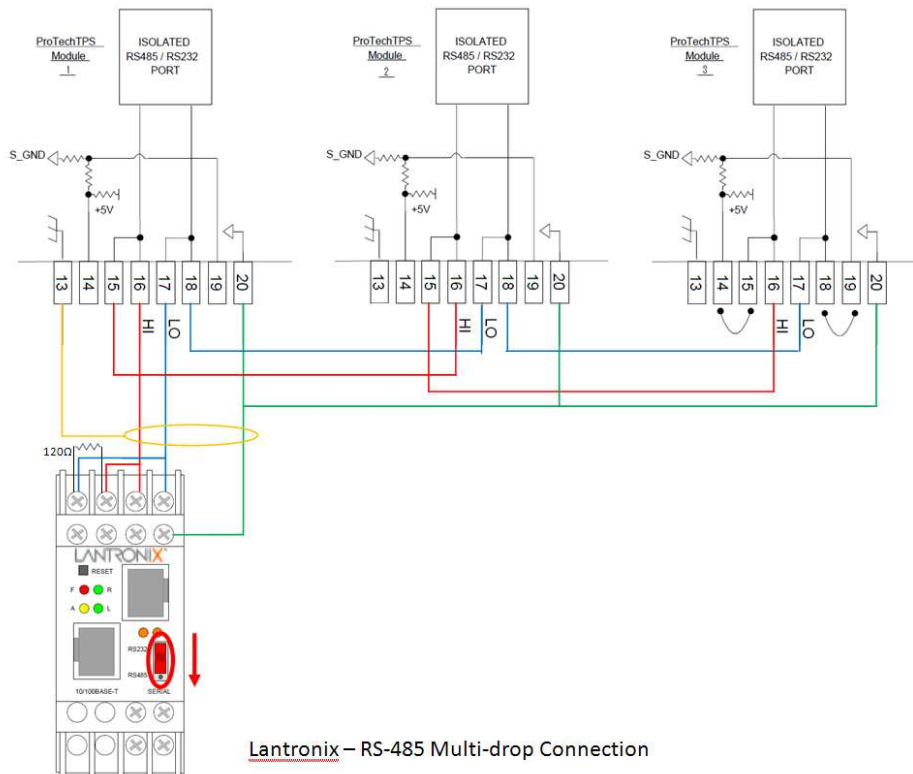 ProTechTPS
Module
1
ISOLATED
RS485 / RS232
PORT
ProTechTPS
Module
2
ISOLATED
RS485 / RS232
PORT
ProTechTPS
Module
3
ISOLATED
RS485 / RS232
PORT
S_GND
+5V
S_GND
+5V
S_GND
+5V
13 14 15 16 17 18 19 20
13 14 15 16 17 18 19 20
13 14 15 16 17 18 19 20
HI LO
HI LO
HI LO
120Ω
LANTRONIX
RESET
F R
A L
RS232
RS485
10/100BASE-T SERIAL
Lantronix – RS-485 Multi-drop Connection